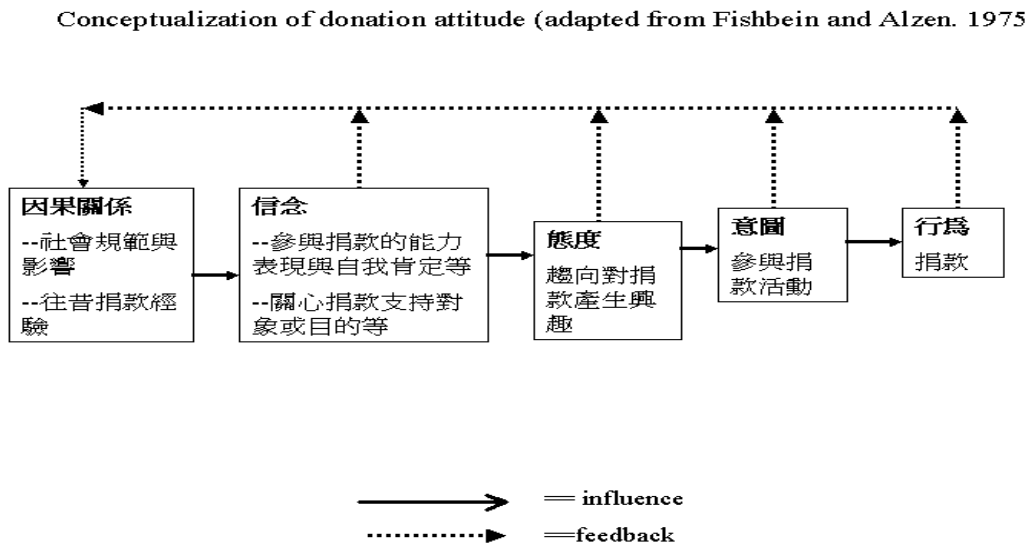 Conceptualization of donation attitude (adapted from Fishbein and Alzen. 1975
因果關係
--社會規範與
影響
--往昔捐款經
驗
信念
--參與捐款的能力
表現與自我肯定等
--關心捐款支持對
象或目的等
態度
趨向對捐
款產生興
趣
意圖
參與捐
款活動
行為
捐款
== influence
==feedback